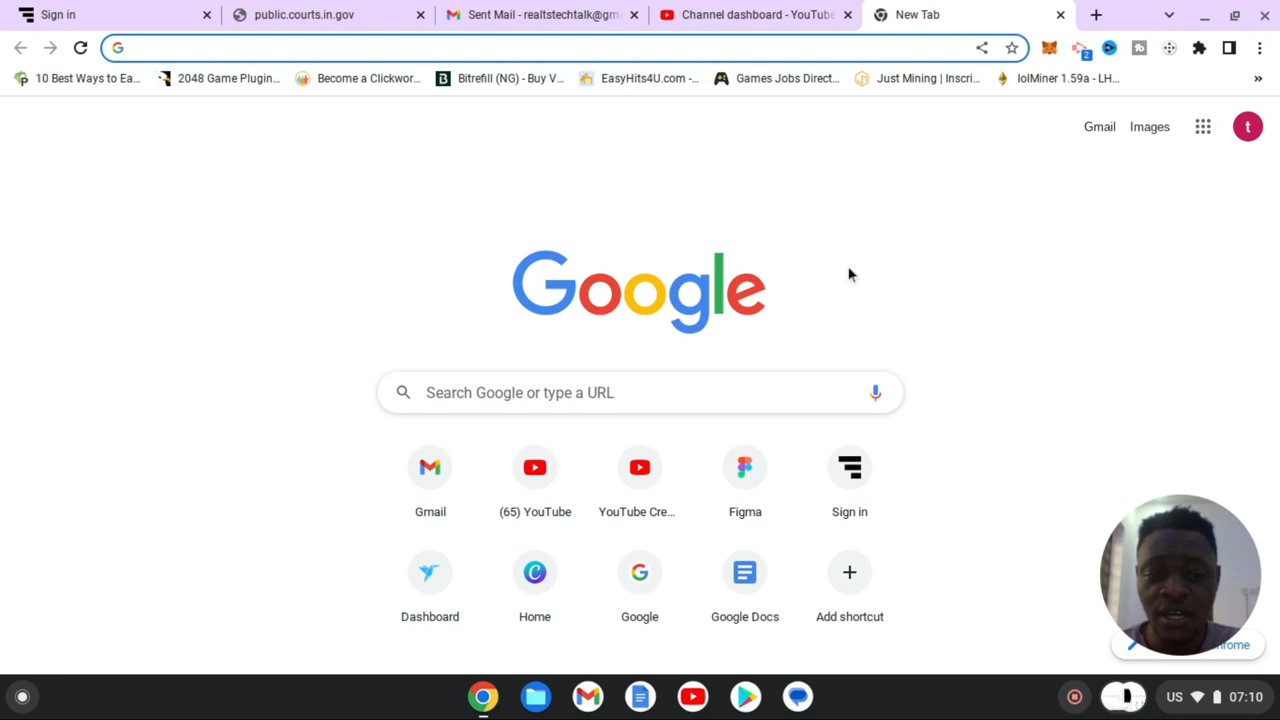 Sign in
public.courts.in.gov
Sent Mail - realtstechtalk@gm
Channel dashboard - YouTube
New Tab
2
10 Best Ways to Ea...
2048 Game Plugin...
Become a Clickwor...
Bitrefill (NG) - Buy V...
EasyHits4U.com -...
Games Jobs Direct...
Just Mining | Inscri...
lolMiner 1.59a - LH...
Gmail
Images
t
Google
Search Google or type a URL
Gmail
(65) YouTube
YouTube Cre...
Figma
Sign in
Dashboard
Home
Google
Google Docs
Add shortcut
US
07:10